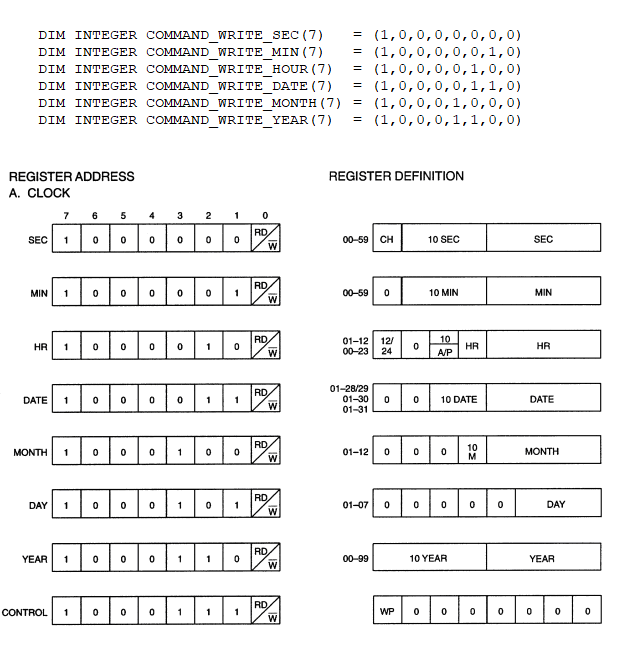 DIM INTEGER COMMAND_WRITE_SEC(7) = (1,0,0,0,0,0,0,0)
DIM INTEGER COMMAND_WRITE_MIN(7) = (1,0,0,0,0,0,1,0)
DIM INTEGER COMMAND_WRITE_HOUR(7) = (1,0,0,0,0,1,0,0)
DIM INTEGER COMMAND_WRITE_DATE(7) = (1,0,0,0,0,1,1,0)
DIM INTEGER COMMAND_WRITE_MONTH(7) = (1,0,0,0,1,0,0,0)
DIM INTEGER COMMAND_WRITE_YEAR(7) = (1,0,0,0,1,1,0,0)
REGISTER ADDRESS
A. CLOCK
REGISTER DEFINITION
7 6 5 4 3 2 1 0
SEC 1 0 0 0 0 0 0 RD/W
00–59 CH 10 SEC SEC
MIN 1 0 0 0 0 0 1 RD/W
00–59 0 10 MIN MIN
HR 1 0 0 0 0 1 0 RD/W
01–12 12/ 0 10 HR HR
00–23 24 A/P
DATE 1 0 0 0 0 1 1 RD/W
01–28/29
01–30 0 0 10 DATE DATE
01–31
MONTH 1 0 0 0 1 0 0 RD/W
01–12 0 0 0 10 M MONTH
DAY 1 0 0 0 1 0 1 RD/W
01–07 0 0 0 0 0 DAY
YEAR 1 0 0 0 1 1 0 RD/W
00–99 10 YEAR YEAR
CONTROL 1 0 0 0 1 1 1 RD/W
WP 0 0 0 0 0 0 0